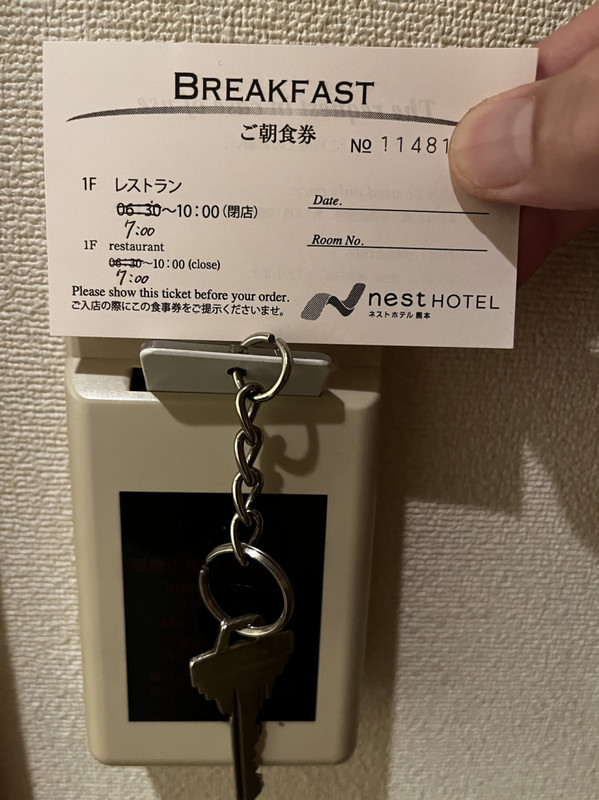 BREAKFAST
ご朝食券
№ 11481
1F レストラン
06:30〜10:00 (閉店)
7:00
1F restaurant
06:30〜10:00 (close)
7:00
Please show this ticket before your order.
ご入店の際にこの食事券をご提示くださいませ。
Date.
Room No.
nest HOTEL
ネストホテル熊本